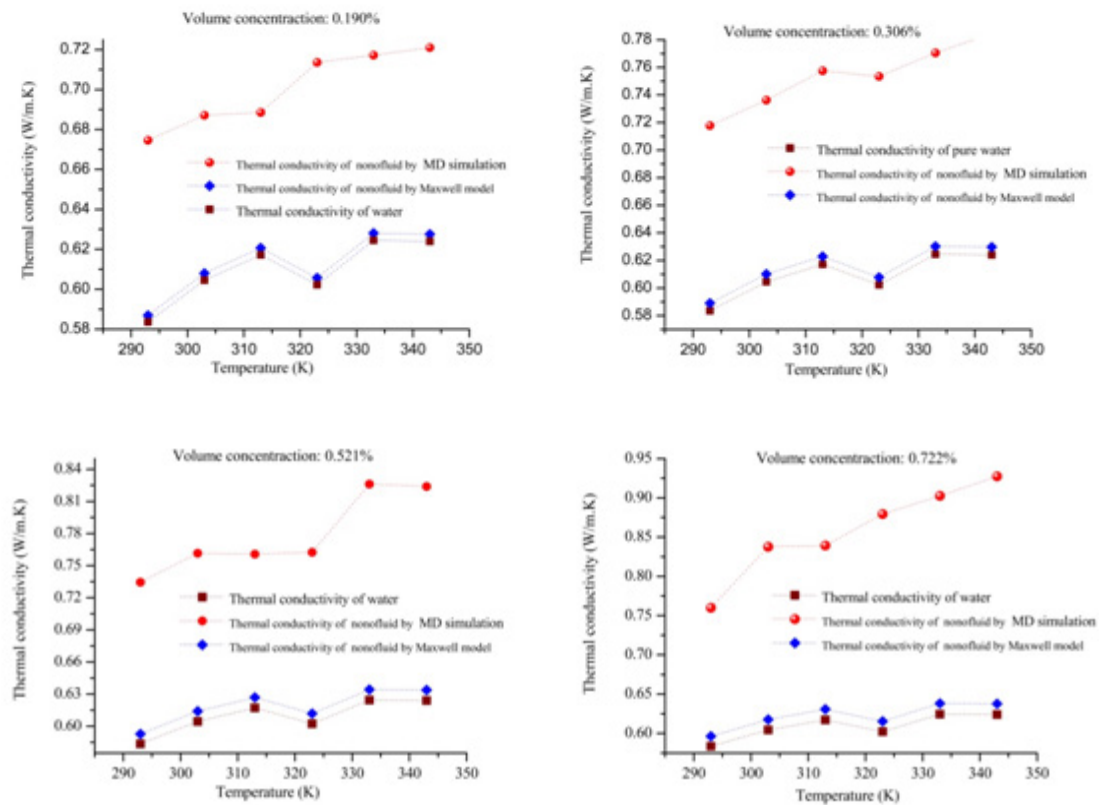 Volume concentraction: 0.190%
0.72
0.70
0.68
0.66
0.64
0.62
0.60
0.58
Thermal conductivity (W/m.K)
Thermal conductivity of nonofluid by MD simulation
Thermal conductivity of nonofluid by Maxwell model
Thermal conductivity of water
290 300 310 320 330 340 350
Temperature (K)
Volume concentraction: 0.306%
0.78
0.76
0.74
0.72
0.70
0.68
0.66
0.64
0.62
0.60
0.58
Thermal conductivity (W/m.K)
Thermal conductivity of pure water
Thermal conductivity of nonofluid by MD simulation
Thermal conductivity of nonofluid by Maxwell model
290 300 310 320 330 340 350
Temperature (K)
Volume concentraction: 0.521%
0.84
0.81
0.78
0.75
0.72
0.69
0.66
0.63
0.60
Thermal conductivity (W/m.K)
Thermal conductivity of water
Thermal conductivity of nonofluid by MD simulation
Thermal conductivity of nonofluid by Maxwell model
290 300 310 320 330 340 350
Temperature (K)
Volume concentraction: 0.722%
0.95
0.90
0.85
0.80
0.75
0.70
0.65
0.60
Thermal conductivity (W/m.K)
Thermal conductivity of water
Thermal conductivity of nonofluid by MD simulation
Thermal conductivity of nonofluid by Maxwell model
290 300 310 320 330 340 350
Temperature (K)